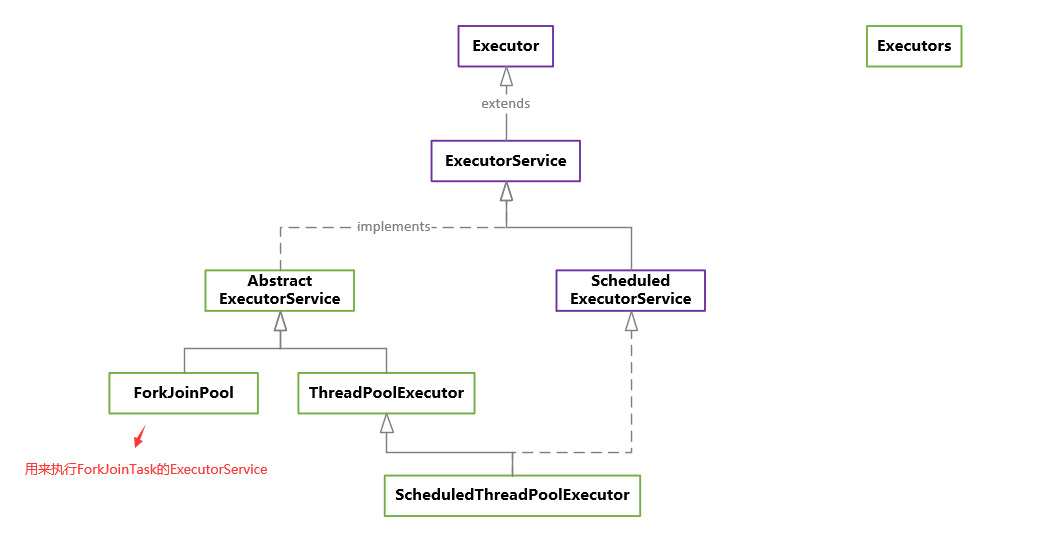 Executor
Executors
extends
ExecutorService
implements
Abstract
ExecutorService
Scheduled
ExecutorService
ForkJoinPool
ThreadPoolExecutor
用来执行ForkJoinTask的ExecutorService
ScheduledThreadPoolExecutor